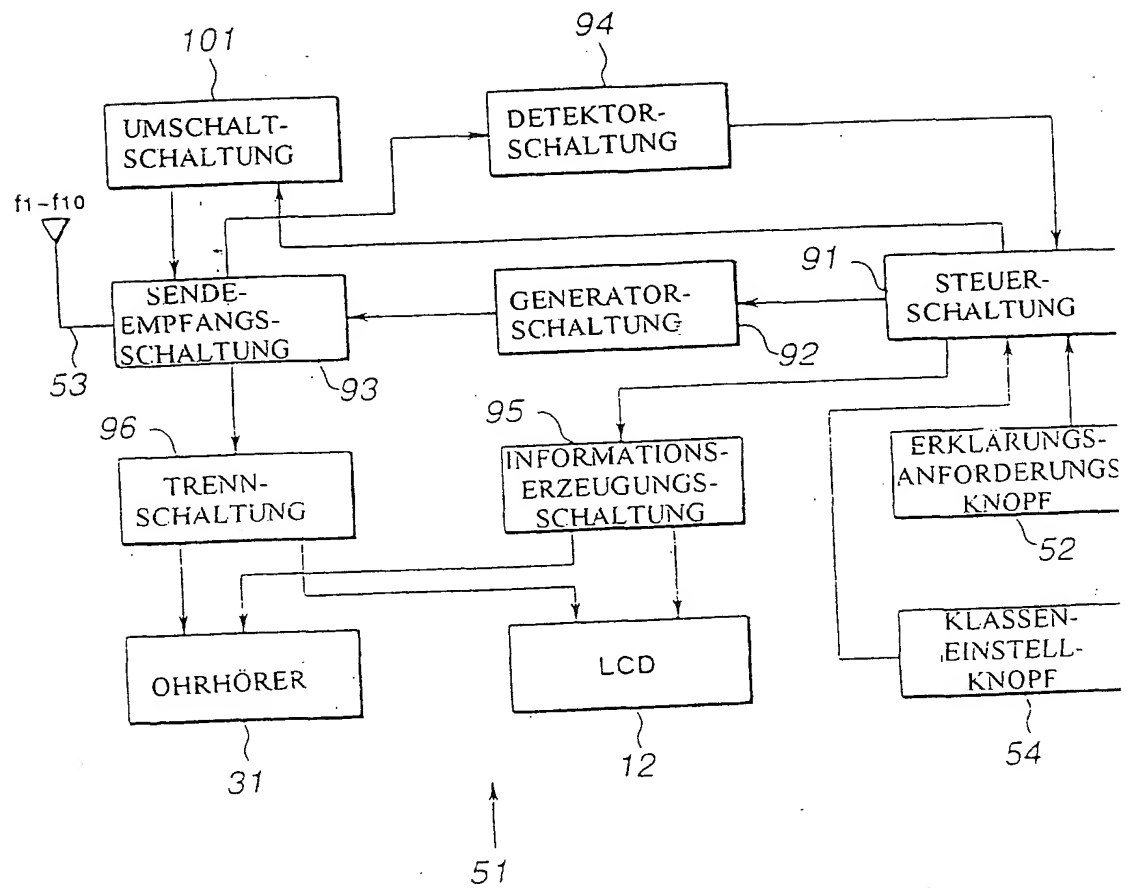 101
UMSCHALT-
SCHALTUNG
94
DETEKTOR-
SCHALTUNG
f1-f10
SENDE-
EMPFANGS-
SCHALTUNG
53
93
GENERATOR-
SCHALTUNG
92
91
STEUER-
SCHALTUNG
96
TRENN-
SCHALTUNG
95
INFORMATIONS-
ERZEUGUNGS-
SCHALTUNG
ERKLÄRUNGS-
ANFORDERUNGS
KNOPF
52
OHRHÖRER
31
LCD
12
KLASSEN-
EINSTELL-
KNOPF
54
51